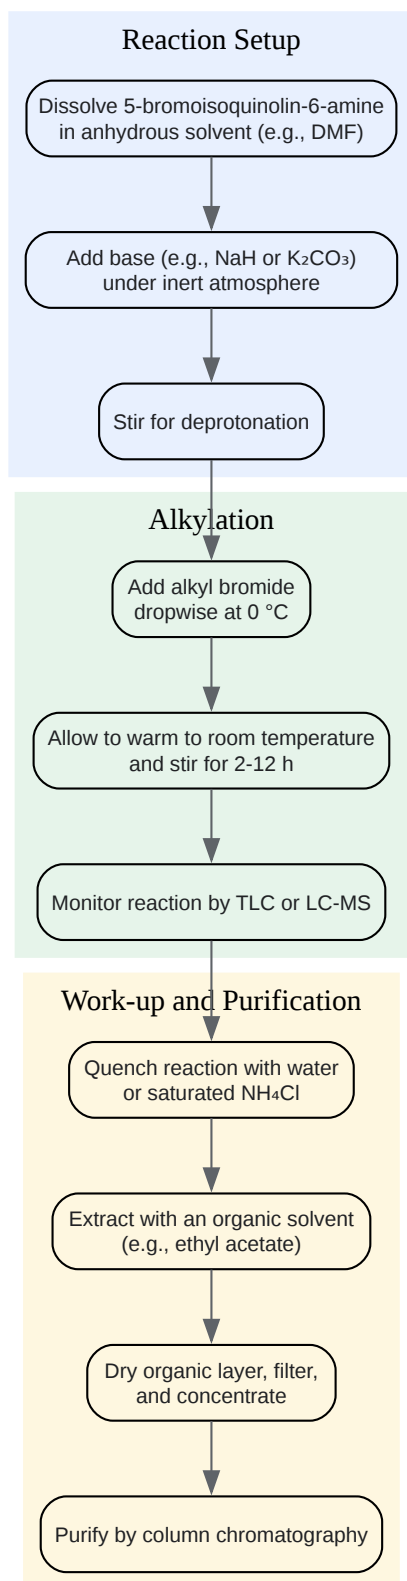 Reaction Setup
Dissolve 5-bromoisoquinolin-6-amine
in anhydrous solvent (e.g., DMF)
Add base (e.g., NaH or K₂CO₃)
under inert atmosphere
Stir for deprotonation
Alkylation
Add alkyl bromide
dropwise at 0 °C
Allow to warm to room temperature
and stir for 2-12 h
Monitor reaction by TLC or LC-MS
Work-up and Purification
Quench reaction with water
or saturated NH₄Cl
Extract with an organic solvent
(e.g., ethyl acetate)
Dry organic layer, filter,
and concentrate
Purify by column chromatography